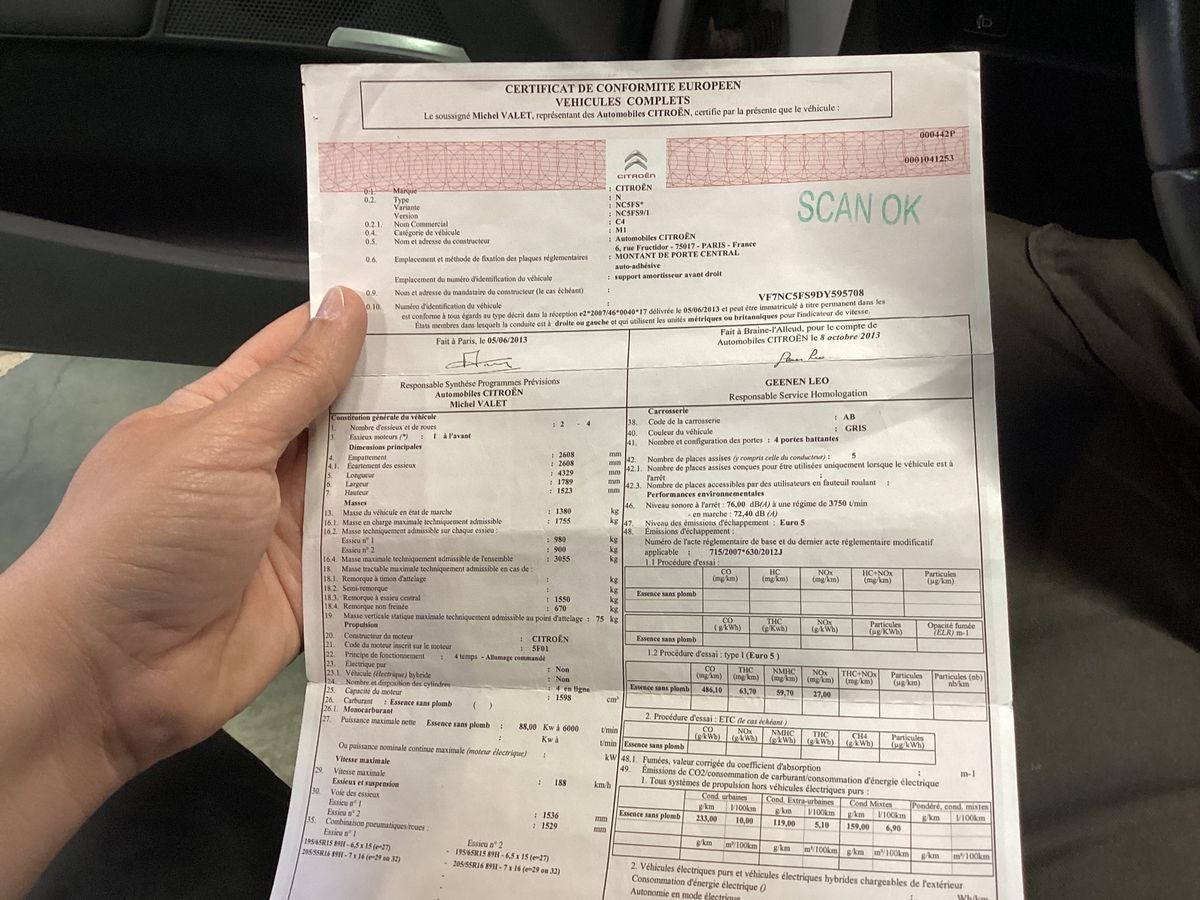 CERTIFICAT DE CONFORMITE EUROPEEN
VEHICULES COMPLETS
Le soussigné Michel VALET, représentant des Automobiles CITROËN, certifie par la présente que le véhicule :
000442P
0001041253
CITROËN
SCAN OK
0.1. Marque : CITROËN
0.2. Type : N
Variante : NC5FS*
Version : NC5FS9/1
0.2.1. Nom Commercial : C4
0.4. Catégorie de véhicule : M1
0.5. Nom et adresse du constructeur : Automobiles CITROËN
6, rue Fructidor - 75017 - PARIS - France
0.6. Emplacement et méthode de fixation des plaques réglementaires : MONTANT DE PORTE CENTRAL
auto-adhésive
Emplacement du numéro d'identification du véhicule : support amortisseur avant droit
0.9. Nom et adresse du mandataire du constructeur (le cas échéant) :
0.10. Numéro d'identification du véhicule : VF7NC5FS9DY595708
est conforme à tous égards au type décrit dans la réception e2*2007/46*0040*17 délivrée le 05/06/2013 et peut être immatriculé à titre permanent dans les
États membres dans lesquels la conduite est à droite ou gauche et qui utilisent les unités métriques ou britanniques pour l'indicateur de vitesse.
Fait à Paris, le 05/06/2013
Responsable Synthèse Programmes Prévisions
Automobiles CITROËN
Michel VALET
Fait à Braine-l'Alleud, pour le compte de
Automobiles CITROËN le 8 octobre 2013
GEENEN LEO
Responsable Service Homologation
Constitution générale du véhicule
1. Nombre d'essieux et de roues : 2 - 4
3. Essieux moteurs (*) : 1 à l'avant
Dimensions principales
4. Empattement : 2608 mm
4.1. Écartement des essieux : 2608 mm
5. Longueur : 4329 mm
6. Largeur : 1789 mm
7. Hauteur : 1523 mm
Masses
13. Masse du véhicule en état de marche : 1380 kg
16.1. Masse en charge maximale techniquement admissible : 1755 kg
16.2. Masse techniquement admissible sur chaque essieu :
Essieu n° 1 : 980 kg
Essieu n° 2 : 900 kg
16.4. Masse maximale techniquement admissible de l'ensemble : 3055 kg
18. Masse tractable maximale techniquement admissible en cas de :
18.1. Remorque à timon d'attelage : kg
18.2. Semi-remorque : kg
18.3. Remorque à essieu central : 1550 kg
18.4. Remorque non freinée : 670 kg
19. Masse verticale statique maximale techniquement admissible au point d'attelage : 75 kg
Propulsion
20. Constructeur du moteur : CITROËN
21. Code du moteur inscrit sur le moteur : 5F01
22. Principe de fonctionnement : 4 temps - Allumage commandé
23. Électrique pur : Non
23.1. Véhicule (électrique) hybride : Non
24. Nombre et disposition des cylindres : 4 en ligne
25. Capacité du moteur : 1598 cm³
26. Carburant : Essence sans plomb ( )
26.1. Monocarburant
27. Puissance maximale nette Essence sans plomb : 88,00 Kw à 6000 t/min
: Kw à t/min
Ou puissance nominale continue maximale (moteur électrique) : kW
Vitesse maximale
29. Vitesse maximale : 188 km/h
Essieux et suspension
30. Voie des essieux
Essieu n° 1 : 1536 mm
Essieu n° 2 : 1529 mm
35. Combinaison pneumatiques/roues :
Essieu n° 1 Essieu n° 2
195/65R15 89H - 6,5 x 15 (e=27) - 195/65R15 89H - 6,5 x 15 (e=27)
205/55R16 89H - 7 x 16 (e=29 ou 32) - 205/55R16 89H - 7 x 16 (e=29 ou 32)
Carrosserie
38. Code de la carrosserie : AB
40. Couleur du véhicule : GRIS
41. Nombre et configuration des portes : 4 portes battantes
42. Nombre de places assises (y compris celle du conducteur) : 5
42.1. Nombre de places assises conçues pour être utilisées uniquement lorsque le véhicule est à
l'arrêt :
42.3. Nombre de places accessibles par des utilisateurs en fauteuil roulant :
Performances environnementales
46. Niveau sonore à l'arrêt : 76,00 dB(A) à une régime de 3750 t/min
- en marche : 72,40 dB (A)
47. Niveau des émissions d'échappement : Euro 5
48. Émissions d'échappement :
Numéro de l'acte réglementaire de base et du dernier acte réglementaire modificatif
applicable : 715/2007*630/2012J
1.1 Procédure d'essai :
CO (mg/km) HC (mg/km) NOx (mg/km) HC+NOx (mg/km) Particules (µg/km)
Essence sans plomb
CO (g/kWh) THC (g/Kwh) NOx (g/kWh) Particules (µg/KWh) Opacité fumée (ELR) m-1
Essence sans plomb
1.2 Procédure d'essai : type I (Euro 5 )
CO (mg/km) THC (mg/km) NMHC (mg/km) NOx (mg/km) THC+NOx (mg/km) Particules (µg/km) Particules (nb) nb/km
Essence sans plomb 486,10 63,70 59,70 27,00
2. Procédure d'essai : ETC (le cas échéant )
CO (g/kWh) NOx (g/kWh) NMHC (g/kWh) THC (g/kWh) CH4 (g/kWh) Particules (µg/kWh)
Essence sans plomb
48.1. Fumées, valeur corrigée du coefficient d'absorption : m-1
49. Émissions de CO2/consommation de carburant/consommation d'énergie électrique
1. Tous systèmes de propulsion hors véhicules électriques purs :
Cond. urbaines Cond. Extra-urbaines Cond Mixtes Pondéré, cond. mixtes
g/km l/100km g/km l/100km g/km l/100km g/km l/100km
Essence sans plomb 233,00 10,00 119,00 5,10 159,00 6,90
g/km m³/100km g/km m³/100km g/km m³/100km g/km m³/100km
2. Véhicules électriques purs et véhicules électriques hybrides chargeables de l'extérieur
Consommation d'énergie électrique () : Wh/km
Autonomie en mode électrique :